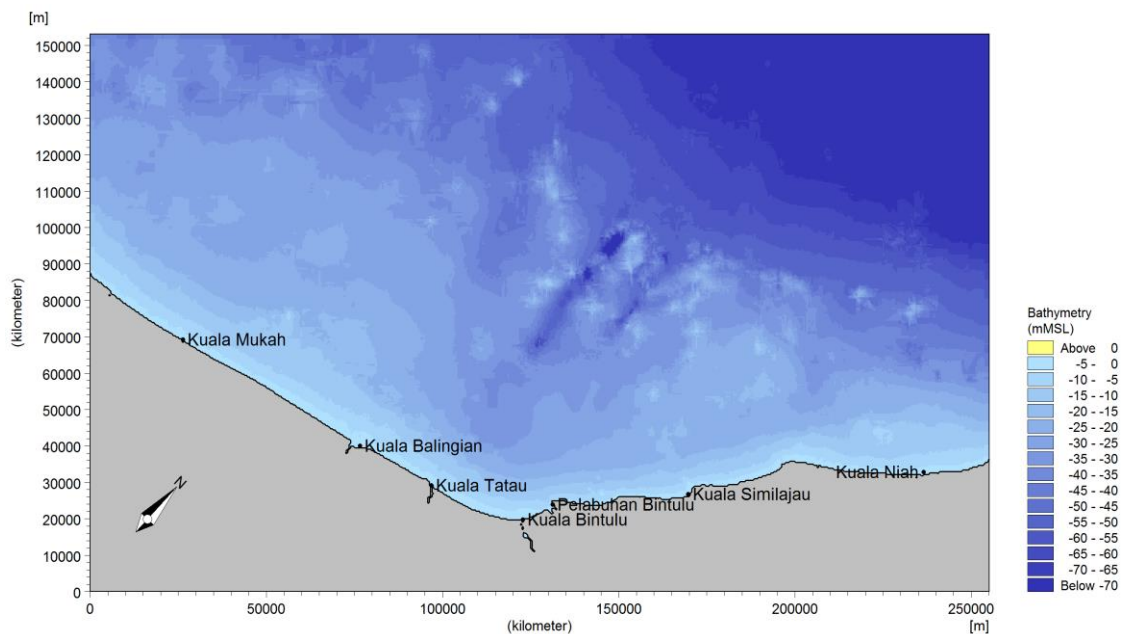 [m]
150000
140000
130000
120000
110000
100000
90000
80000
70000
60000
50000
40000
30000
20000
10000
0
(kilometer)
Kuala Mukah
Kuala Balingian
Kuala Tatau
Kuala Bintulu
Pelabuhan Bintulu
Kuala Similajau
Kuala Niah
N
0 50000 100000 150000 200000 250000
(kilometer) [m]
Bathymetry
(mMSL)
Above 0
-5 - 0
-10 - -5
-15 - -10
-20 - -15
-25 - -20
-30 - -25
-35 - -30
-40 - -35
-45 - -40
-50 - -45
-55 - -50
-60 - -55
-65 - -60
-70 - -65
Below -70